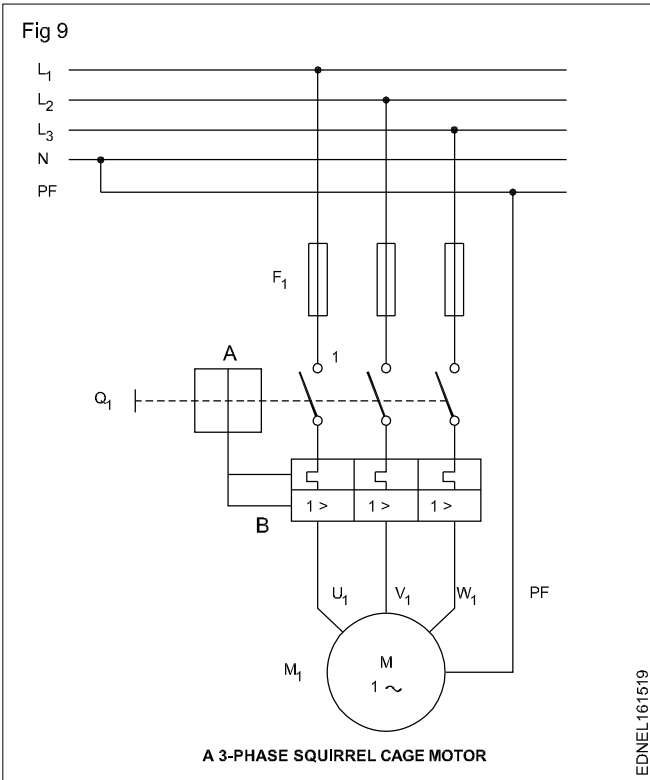 Fig 9
L1
L2
L3
N
PF
F1
A
1
Q1
1 > 1 > 1 >
B
U1 V1 W1 PF
M1
M
1 ~
A 3-PHASE SQUIRREL CAGE MOTOR
EDNEL161519